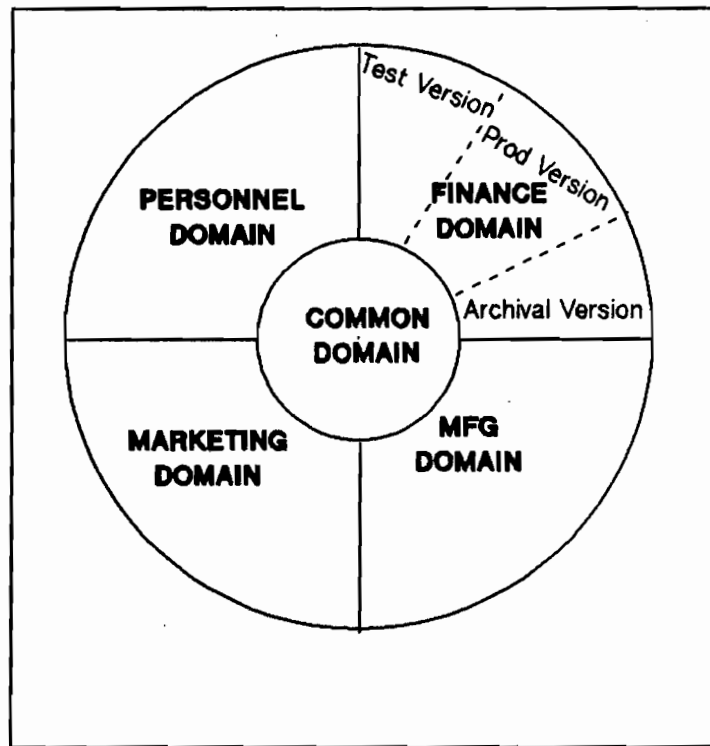 Test Version
Prod Version
PERSONNEL
DOMAIN
FINANCE
DOMAIN
Archival Version
COMMON
DOMAIN
MARKETING
DOMAIN
MFG
DOMAIN